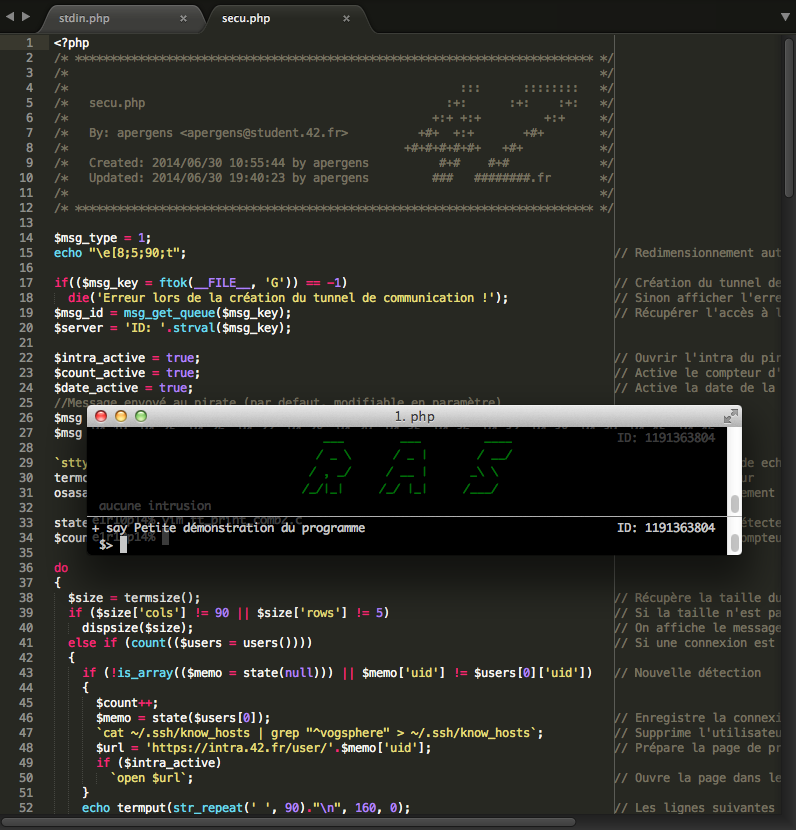 stdin.php × secu.php ×
1 <?php
2 /* ************************************************************************** */
3 /* */
4 /* ::: :::::::: */
5 /* secu.php :+: :+: :+: */
6 /* +:+ +:+ +:+ */
7 /* By: apergens <apergens@student.42.fr> +#+ +:+ +#+ */
8 /* +#+#+#+#+#+ +#+ */
9 /* Created: 2014/06/30 10:55:44 by apergens #+# #+# */
10 /* Updated: 2014/06/30 19:40:23 by apergens ### ########.fr */
11 /* */
12 /* ************************************************************************** */
13
14 $msg_type = 1;
15 echo "\e[8;5;90;t"; // Redimensionnement aut
16
17 if(($msg_key = ftok(__FILE__, 'G')) == -1) // Création du tunnel de
18 die('Erreur lors de la création du tunnel de communication !'); // Sinon afficher l'erre
19 $msg_id = msg_get_queue($msg_key); // Récupérer l'accès à l
20 $server = 'ID: '.strval($msg_key);
21
22 $intra_active = true; // Ouvrir l'intra du pir
23 $count_active = true; // Active le compteur d'
24 $date_active = true; // Active la date de la
25 //Message envoyé au pirate (par defaut, modifiable en paramètre)
26 $msg
27 $msg
28
29 `stty de ech
30 termo ur
31 osasa ement
32
33 state étecte
34 $coun ompteu
35
1. php
ID: 1191363804
___ ___ ____
/ _ \ / _ | / __/
/ , _/ / __ | _\ \
/_/|_| /_/ |_| /___/
aucune intrusion
e1r10p14% vim ft_print_comb2.c
+ say Petite démonstration du programme ID: 1191363804
e1r10p14%
$>
36 do
37 {
38 $size = termsize(); // Récupère la taille du
39 if ($size['cols'] != 90 || $size['rows'] != 5) // Si la taille n'est pa
40 dispsize($size); // On affiche le message
41 else if (count(($users = users()))) // Si une connexion est
42 {
43 if (!is_array(($memo = state(null))) || $memo['uid'] != $users[0]['uid']) // Nouvelle détection
44 {
45 $count++;
46 $memo = state($users[0]); // Enregistre la connexi
47 `cat ~/.ssh/know_hosts | grep "^vogsphere" > ~/.ssh/know_hosts`; // Supprime l'utilisateu
48 $url = 'https://intra.42.fr/user/'.$memo['uid']; // Prépare la page de pr
49 if ($intra_active)
50 `open $url`; // Ouvre la page dans le
51 }
52 echo termput(str_repeat(' ', 90)."\n", 160, 0); // Les lignes suivantes